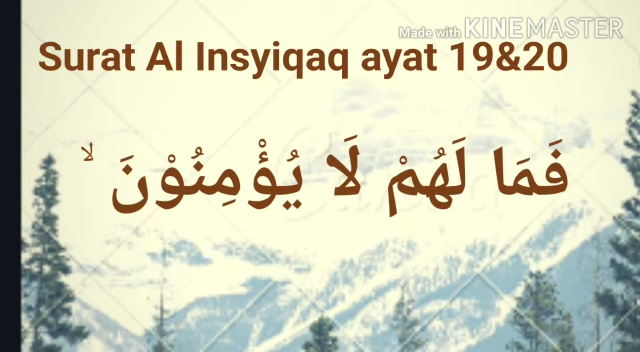 Made with KINEMASTER
Surat Al Insyiqaq ayat 19&20
فَمَا لَهُمْ لَا يُؤْمِنُوْنَ ۙ